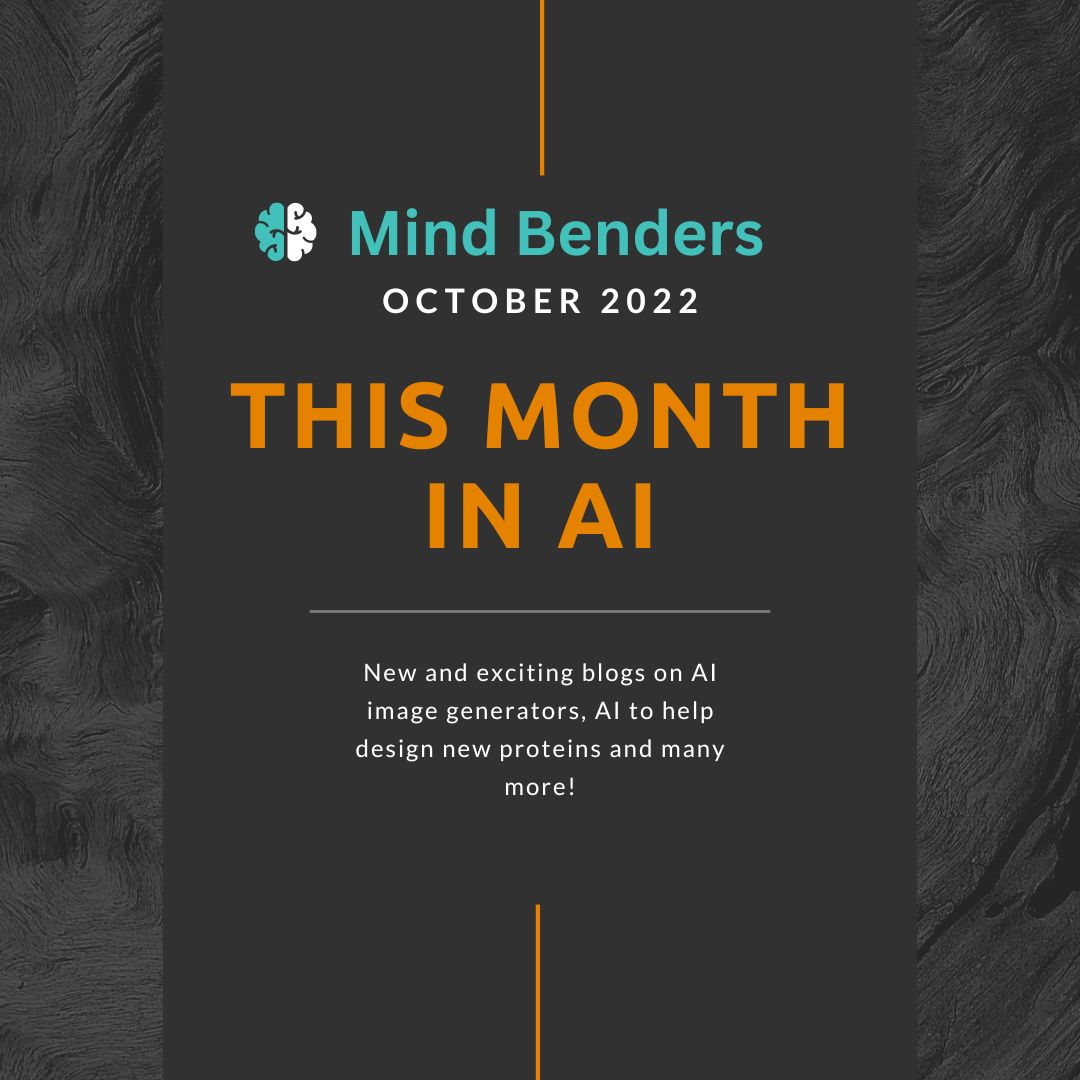 Mind Benders
OCTOBER 2022
THIS MONTH
IN AI
New and exciting blogs on AI
image generators, AI to help
design new proteins and many
more!